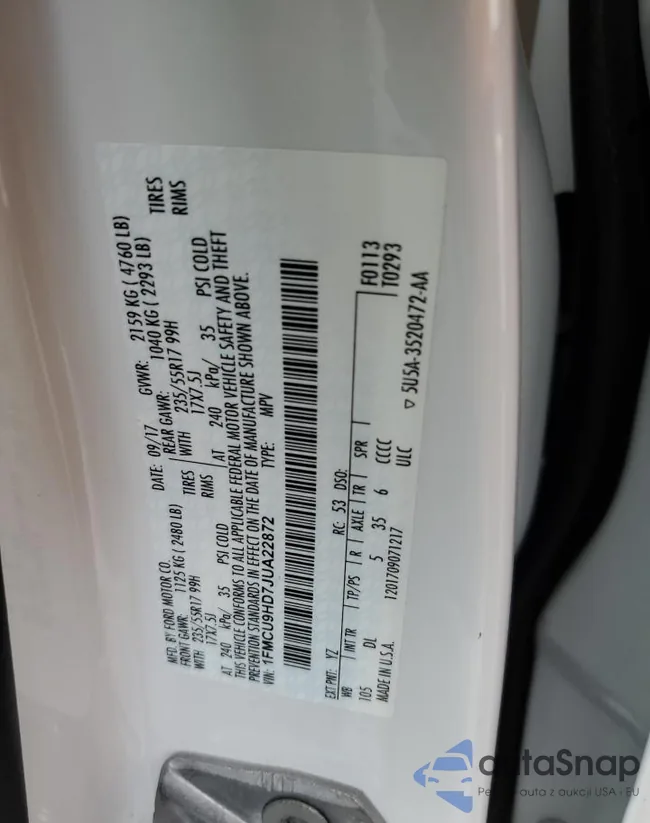 MFD. BY FORD MOTOR CO.
DATE: 09/17 GVWR: 2159 KG ( 4760 LB)
FRONT GAWR: 1125 KG ( 2480 LB) REAR GAWR: 1040 KG ( 2293 LB)
WITH 235/55R17 99H TIRES WITH 235/55R17 99H TIRES
17X7.5J RIMS 17X7.5J RIMS
AT 240 kPa/ 35 PSI COLD AT 240 kPa/ 35 PSI COLD
THIS VEHICLE CONFORMS TO ALL APPLICABLE FEDERAL MOTOR VEHICLE SAFETY AND THEFT
PREVENTION STANDARDS IN EFFECT ON THE DATE OF MANUFACTURE SHOWN ABOVE.
VIN: 1FMCU9HD7JUA22872 TYPE: MPV
EXT PNT: YZ RC: 53 DSO:
WB INT TR TP/PS R AXLE TR SPR
F0113
T0293
105 DL 5 35 6 CCCC
MADE IN U.S.A. 1201709071217 ULC
▽ 5U5A-3520472-AA
autaSnap
auta z aukcji USA - EU